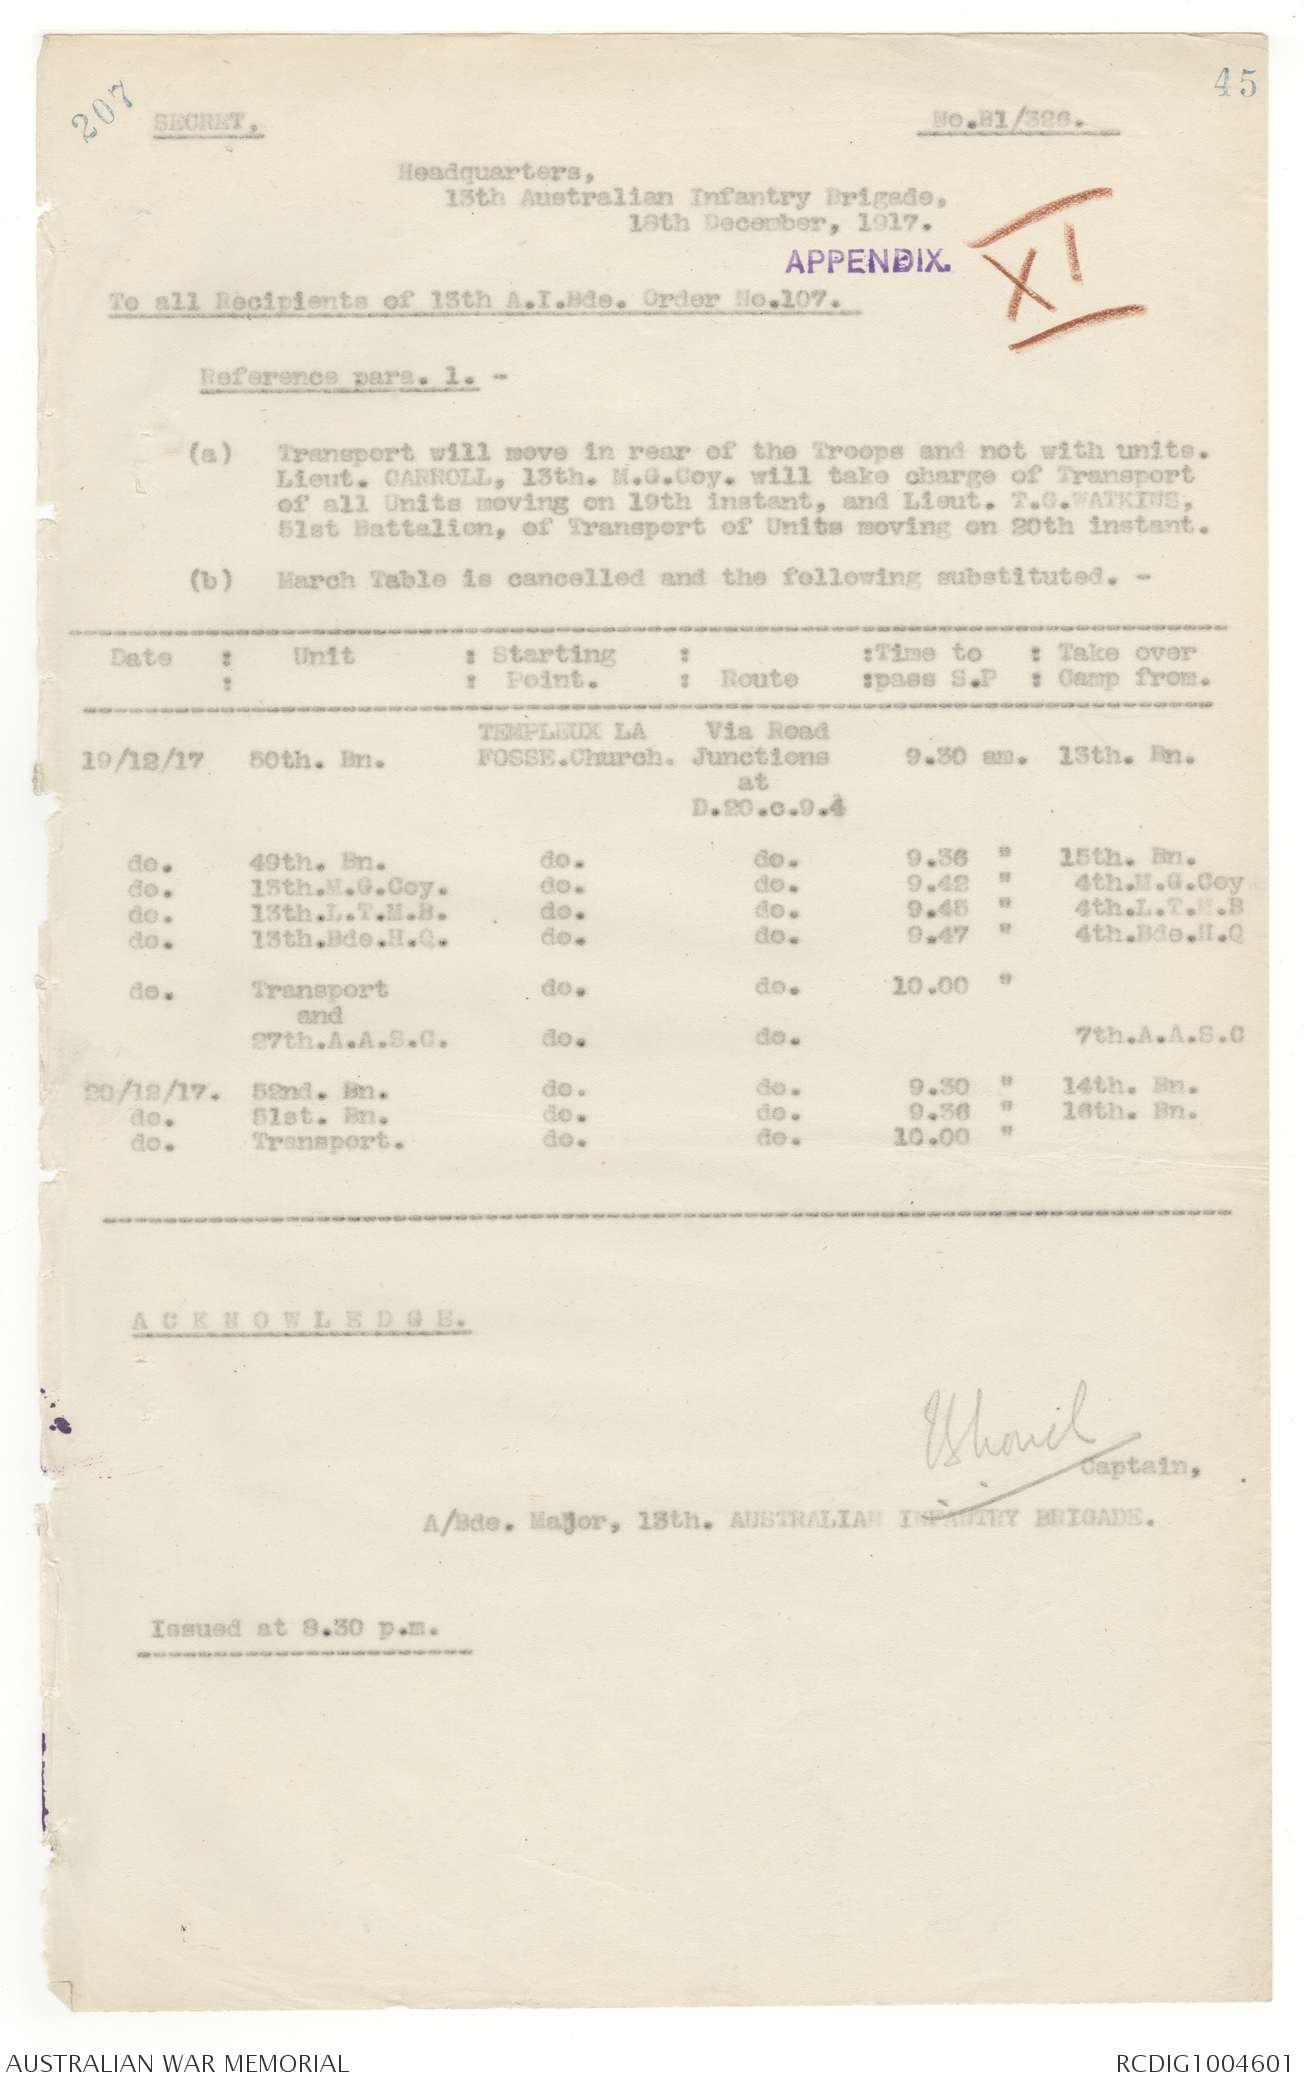 207
45
SECRET.
No.B1/326.
Headquarters,
13th Australian Infantry Brigade,
18th December, 1917.
APPENDIX.
XI
To all Recipients of 13th A.I.Bde. Order No.107.
Reference para. 1. -
(a) Transport will move in rear of the Troops and not with units.
Lieut. CARROLL, 13th. M.G.Coy. will take charge of Transport
of all Units moving on 19th instant, and Lieut. T.G.WATKINS,
51st Battalion, of Transport of Units moving on 20th instant.
(b) March Table is cancelled and the following substituted. -
Date : Unit : Starting : :Time to : Take over
: : Point. : Route :pass S.P : Camp from.
TEMPLEUX LA Via Road
19/12/17 50th. Bn. FOSSE.Church. Junctions 9.30 am. 13th. Bn.
at
D.20.c.9.4
do. 49th. Bn. do. do. 9.36 " 15th. Bn.
do. 13th.M.G.Coy. do. do. 9.42 " 4th.M.G.Coy
do. 13th.L.T.M.B. do. do. 9.45 " 4th.L.T.M.B
do. 13th.Bde.H.Q. do. do. 9.47 " 4th.Bde.H.Q
do. Transport do. do. 10.00 "
and
27th.A.A.S.C. do. do. 7th.A.A.S.C
20/12/17. 52nd. Bn. do. do. 9.30 " 14th. Bn.
do. 51st. Bn. do. do. 9.36 " 16th. Bn.
do. Transport. do. do. 10.00 "
A C K N O W L E D G E.
Captain,
A/Bde. Major, 13th. AUSTRALIAN INFANTRY BRIGADE.
Issued at 8.30 p.m.
AUSTRALIAN WAR MEMORIAL
RCDIG1004601